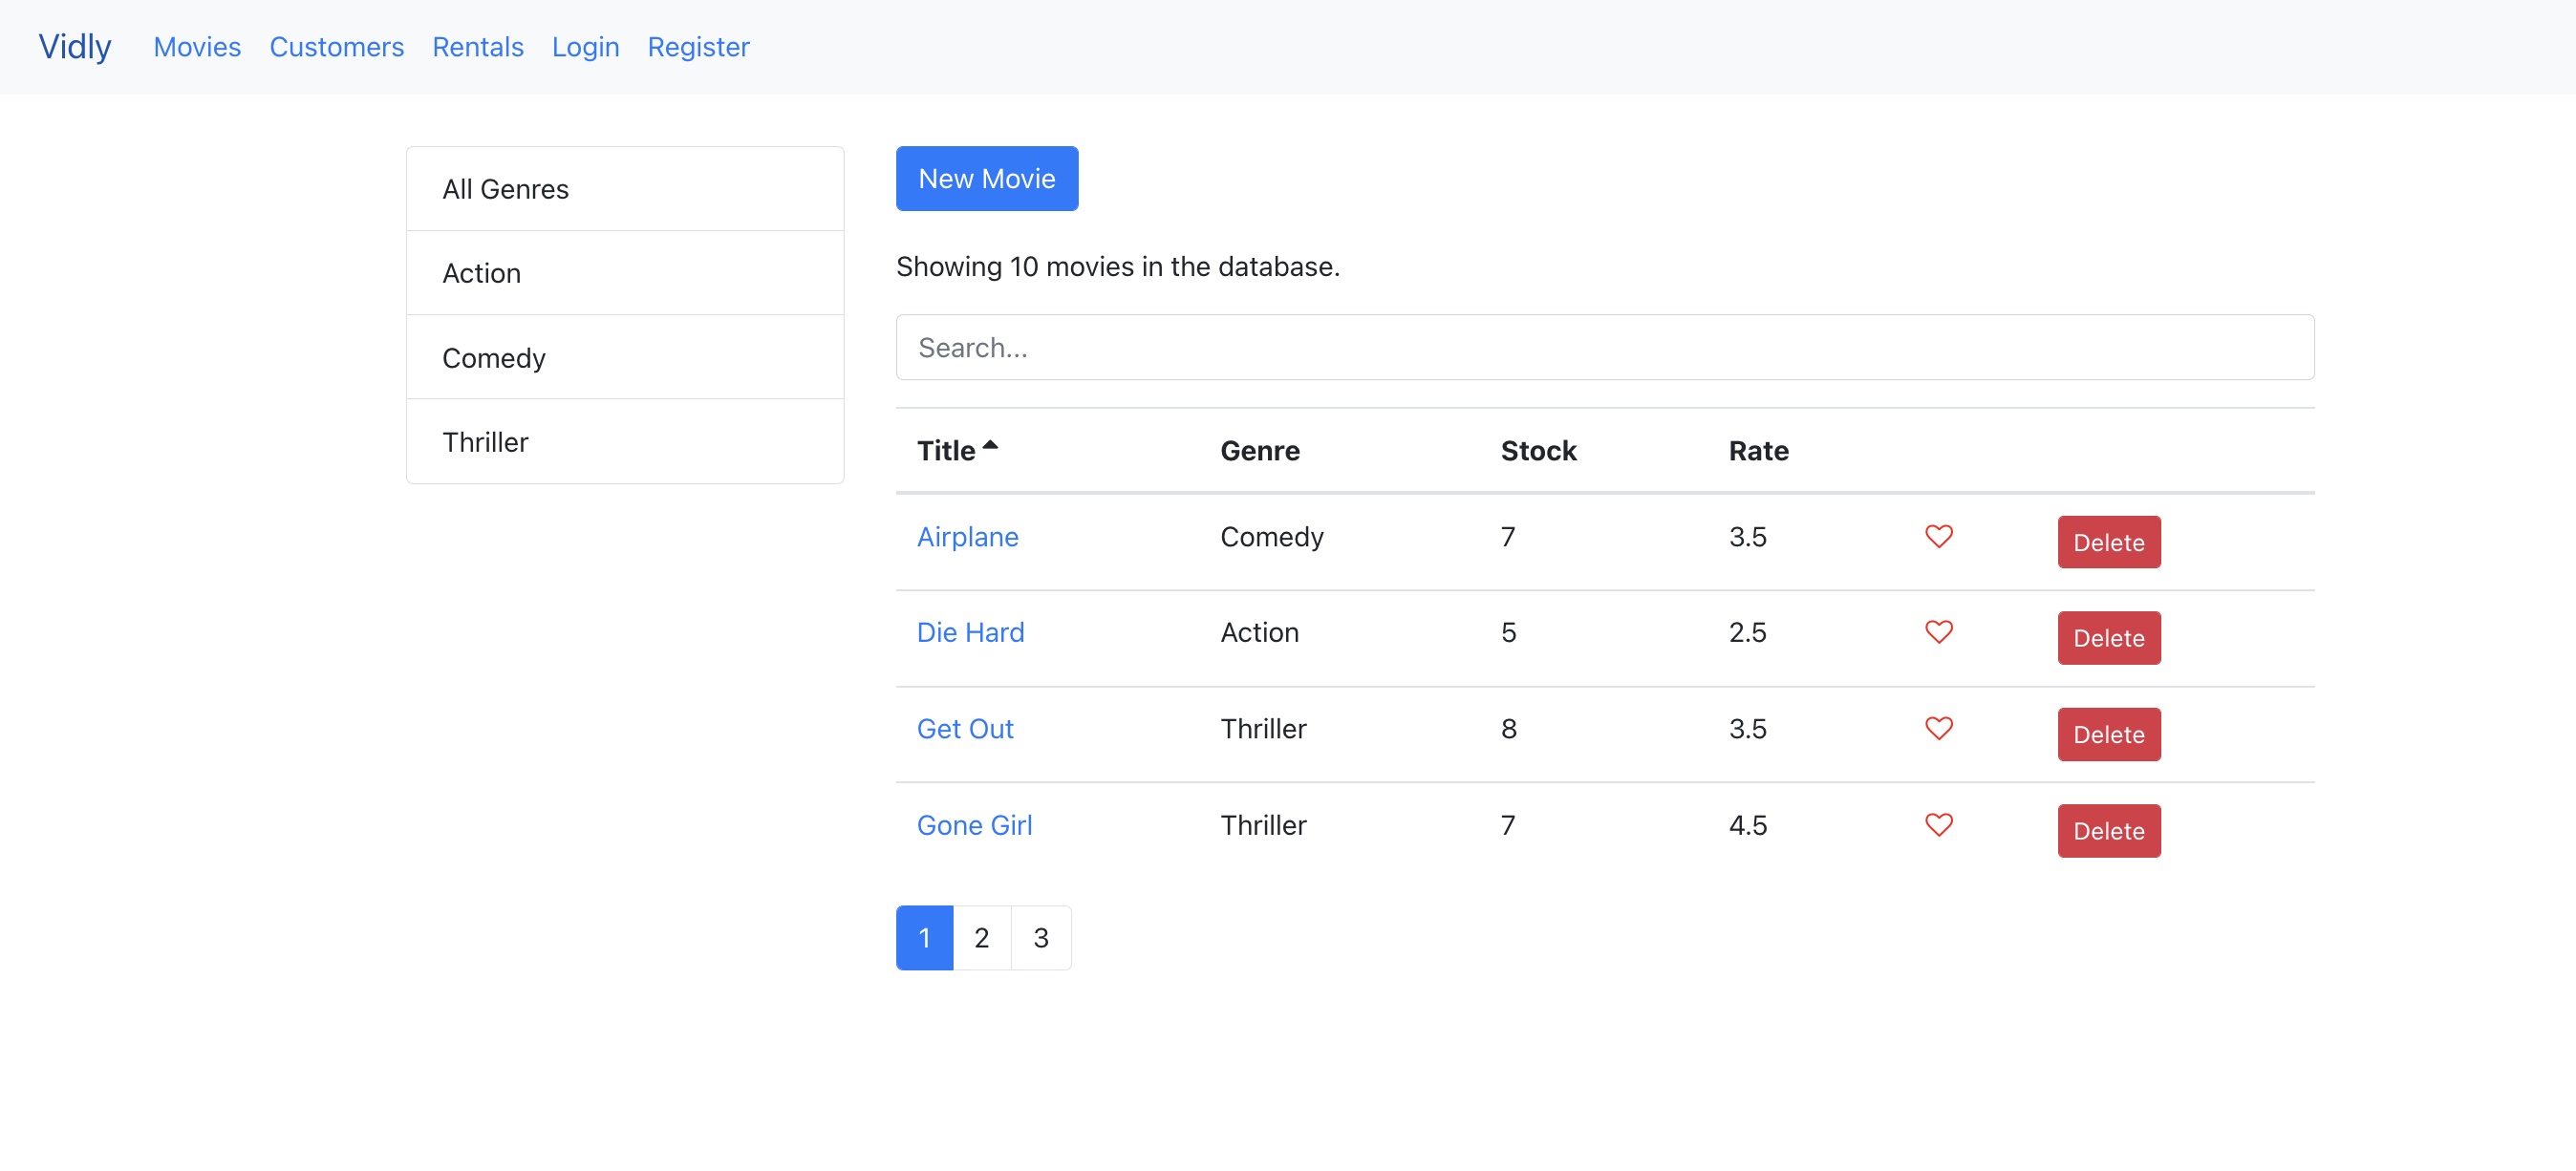 Vidly Movies Customers Rentals Login Register
All Genres
Action
Comedy
Thriller
New Movie
Showing 10 movies in the database.
Search...
Title Genre Stock Rate
Airplane Comedy 7 3.5 Delete
Die Hard Action 5 2.5 Delete
Get Out Thriller 8 3.5 Delete
Gone Girl Thriller 7 4.5 Delete
1 2 3